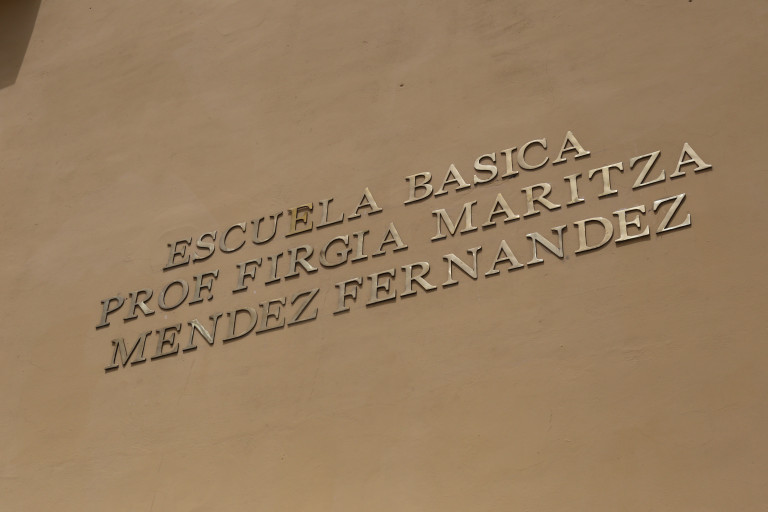 ESCUELA BASICA
PROF. FIRGIA MARITZA
MENDEZ FERNANDEZ